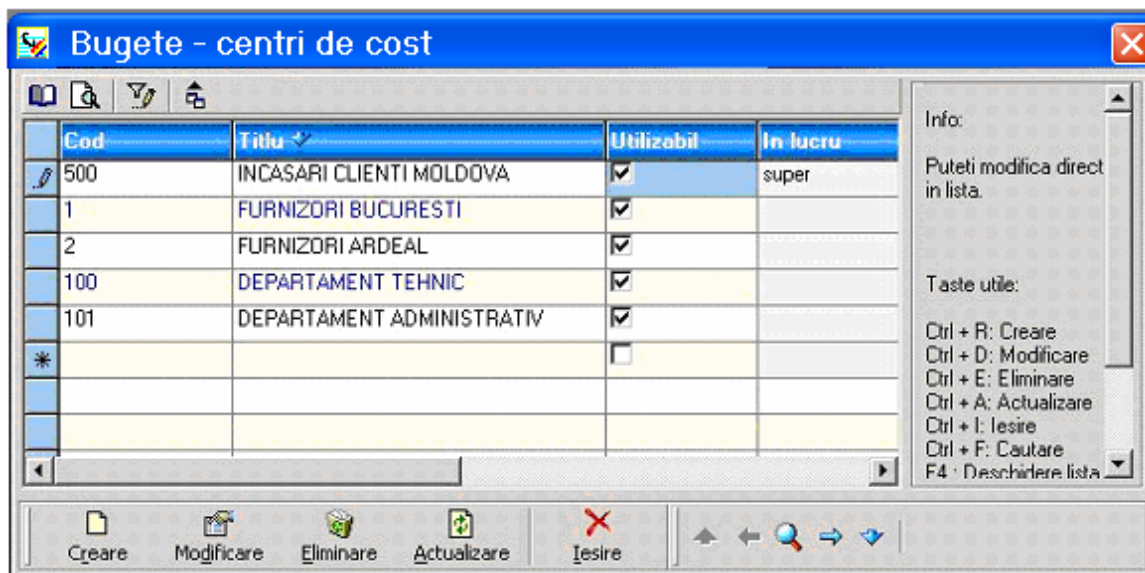 Bugete - centri de cost
Cod Titlu Utilizabil In lucru
500 INCASARI CLIENTI MOLDOVA super
1 FURNIZORI BUCURESTI
2 FURNIZORI ARDEAL
100 DEPARTAMENT TEHNIC
101 DEPARTAMENT ADMINISTRATIV
Info:
Puteti modifica direct
in lista.
Taste utile:
Ctrl + R: Creare
Ctrl + D: Modificare
Ctrl + E: Eliminare
Ctrl + A: Actualizare
Ctrl + I: Iesire
Ctrl + F: Cautare
F4 : Deschidere lista
Creare Modificare Eliminare Actualizare Iesire